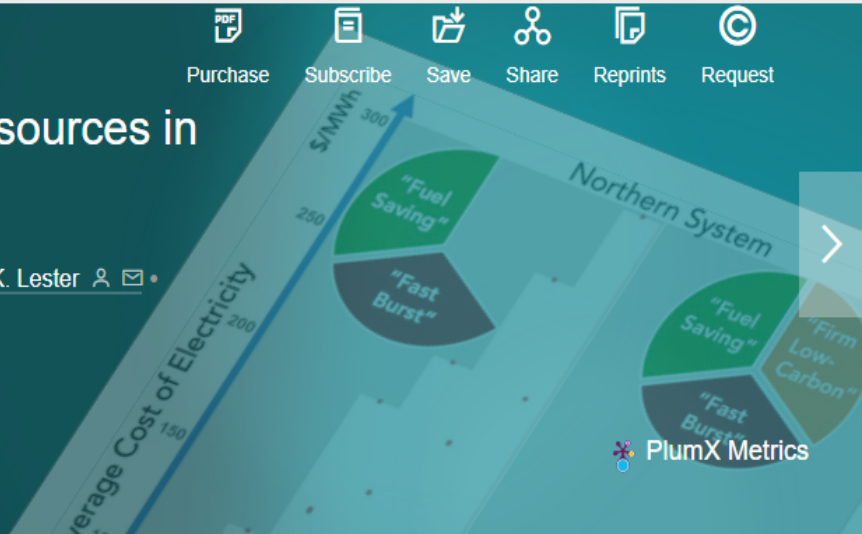 PDF
Purchase Subscribe Save Share Reprints Request
sources in
K. Lester
$/MWh
300
250
200
150
verage Cost of Electricity
Northern System
"Fuel
Saving"
"Fast
Burst"
"Fuel
Saving"
"Firm
Low-
Carbon"
"Fast
Burst"
PlumX Metrics